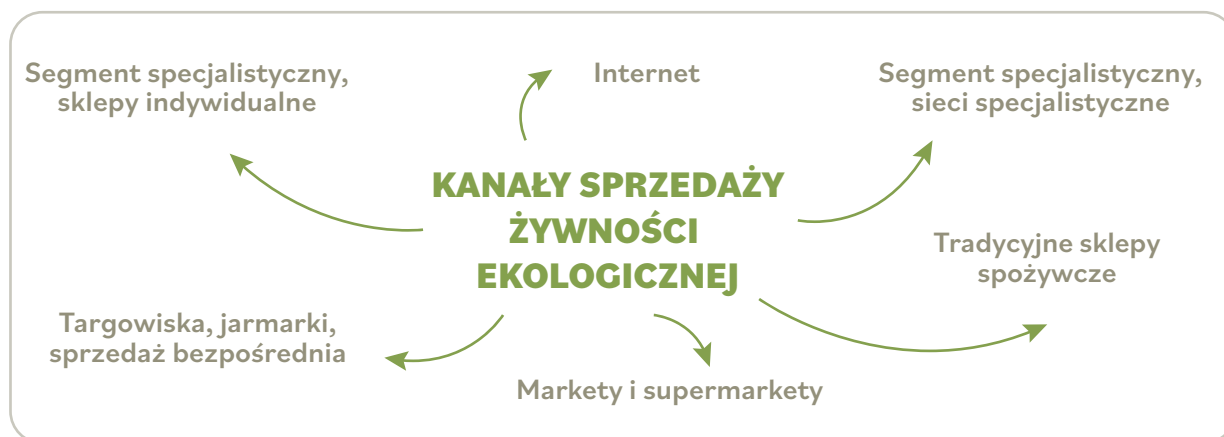 Segment specjalistyczny,
sklepy indywidualne
Internet
Segment specjalistyczny,
sieci specjalistyczne
KANAŁY SPRZEDAŻY
ŻYWNOŚCI
EKOLOGICZNEJ
Tradycyjne sklepy
spożywcze
Targowiska, jarmarki,
sprzedaż bezpośrednia
Markety i supermarkety